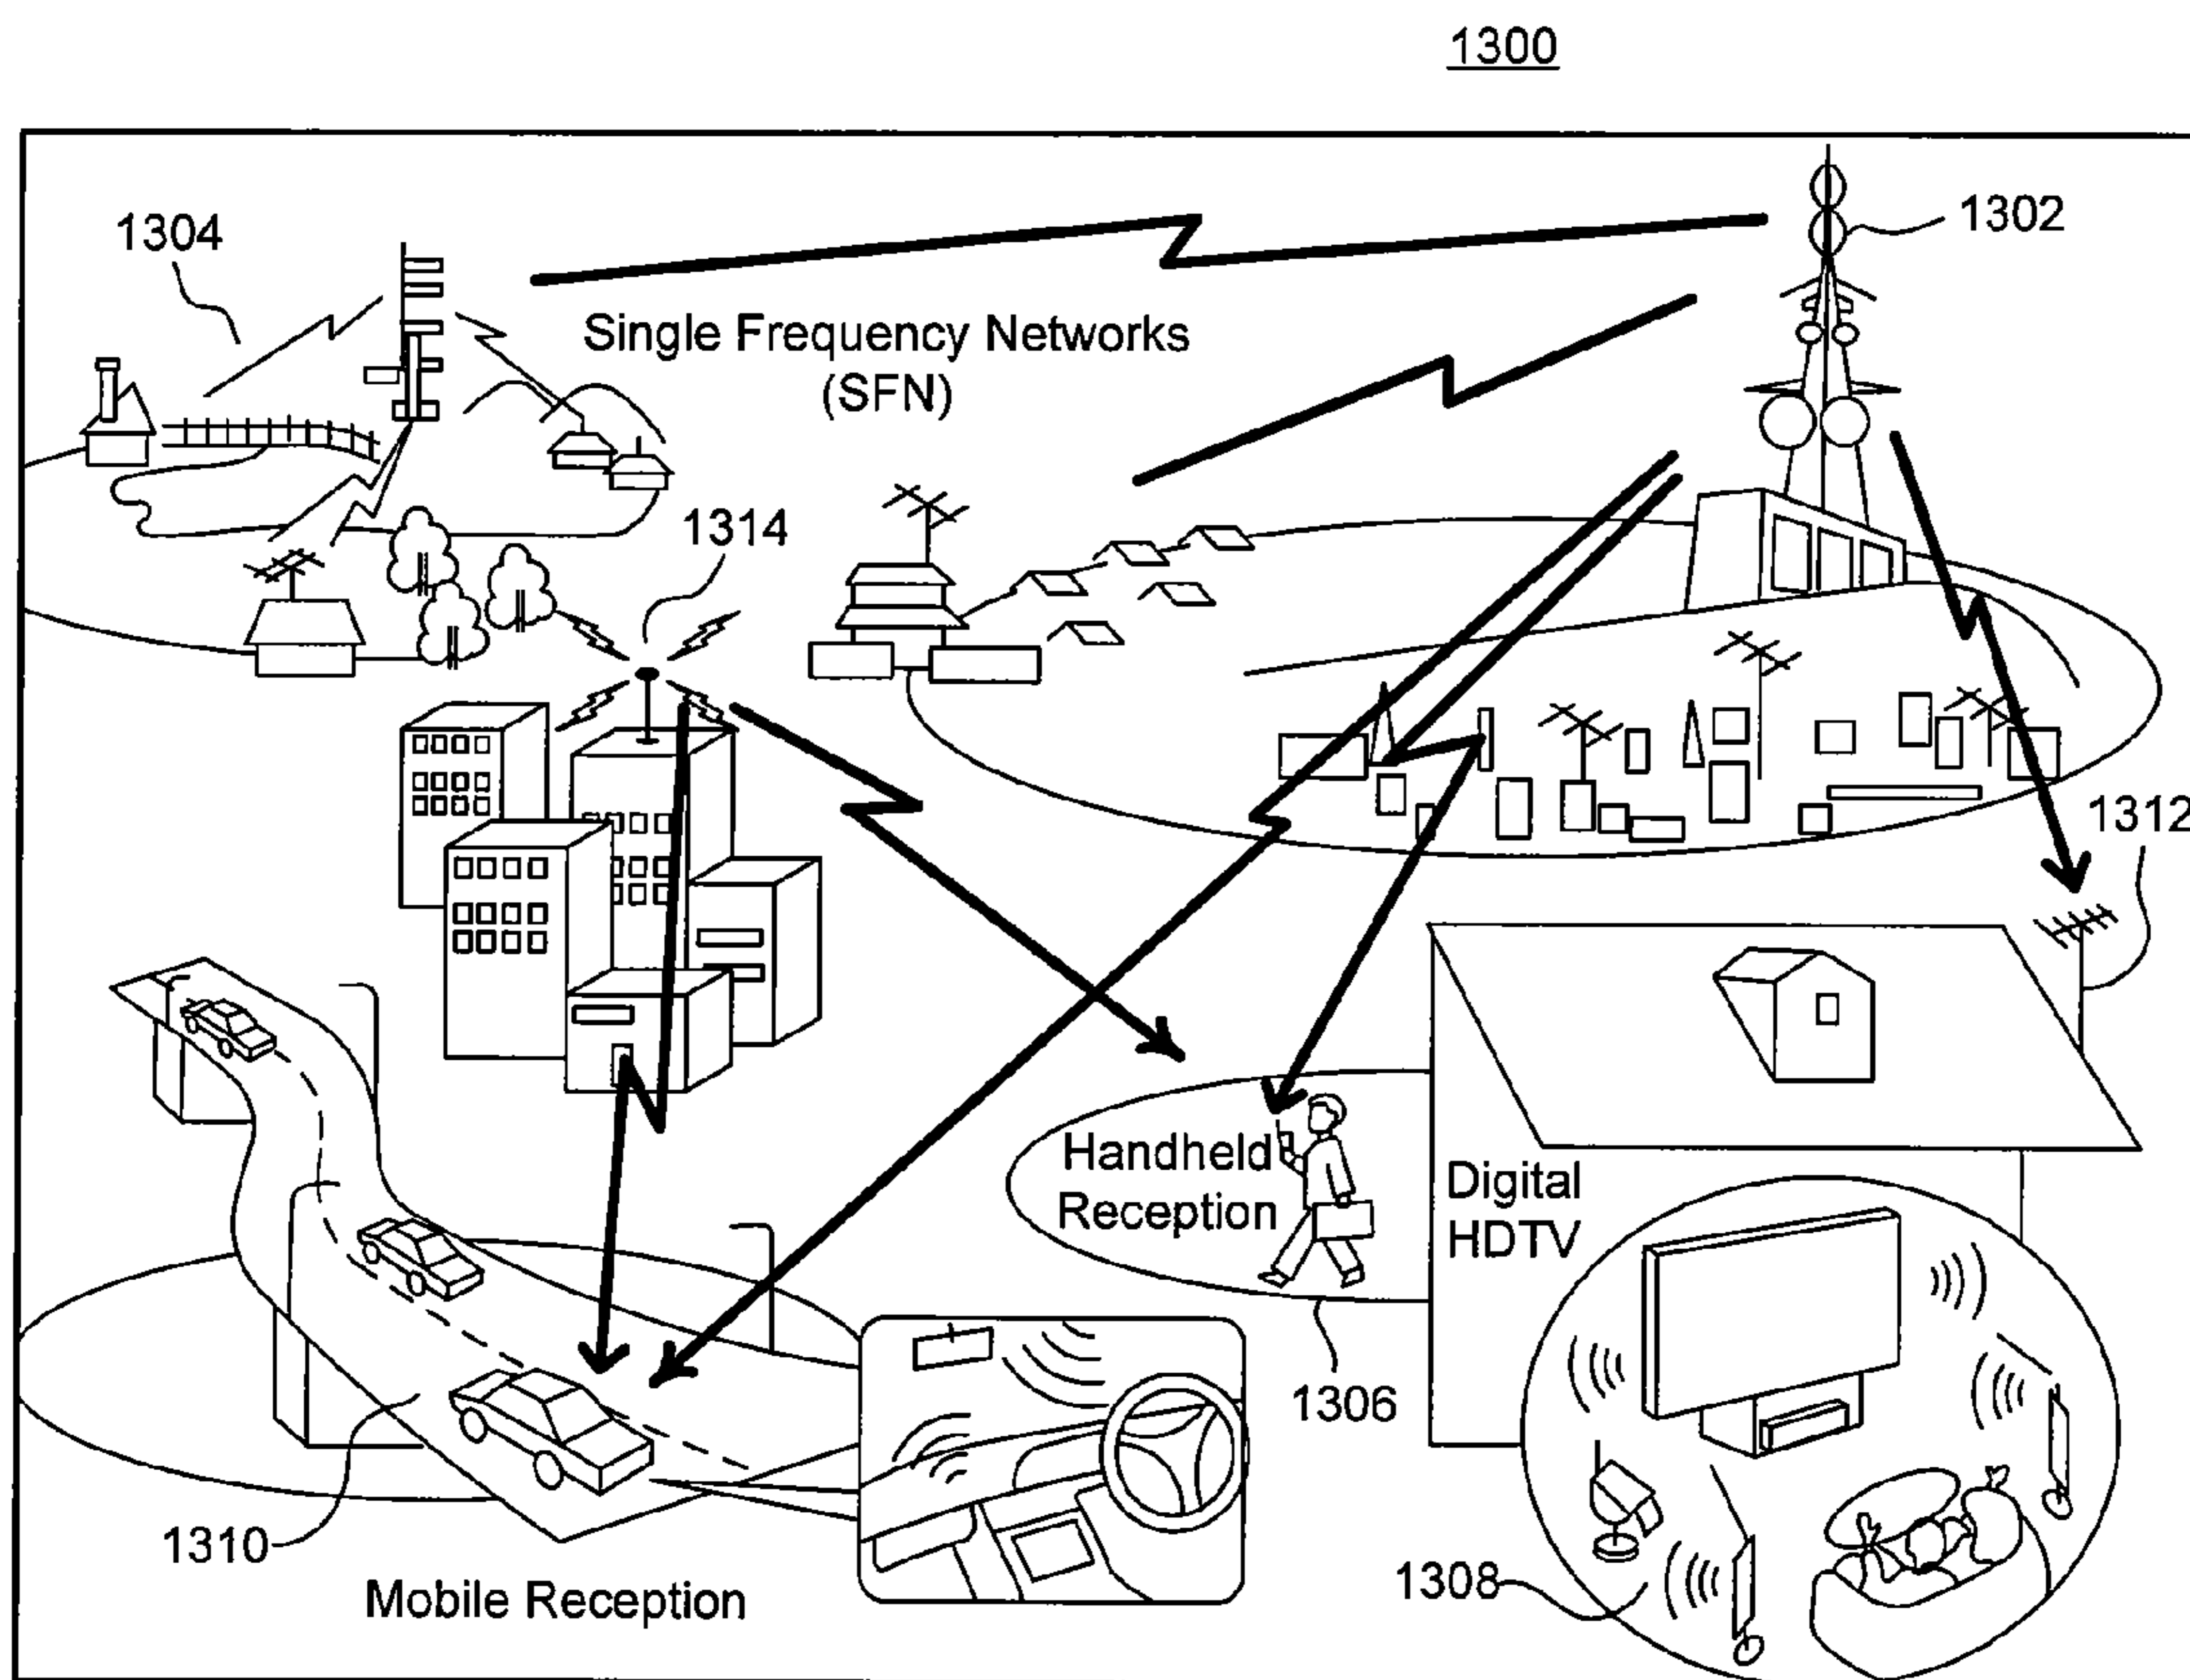 1300
1302
1304
Single Frequency Networks
(SFN)
1314
1312
Handheld
Reception
Digital
HDTV
1306
1310
1308
Mobile Reception